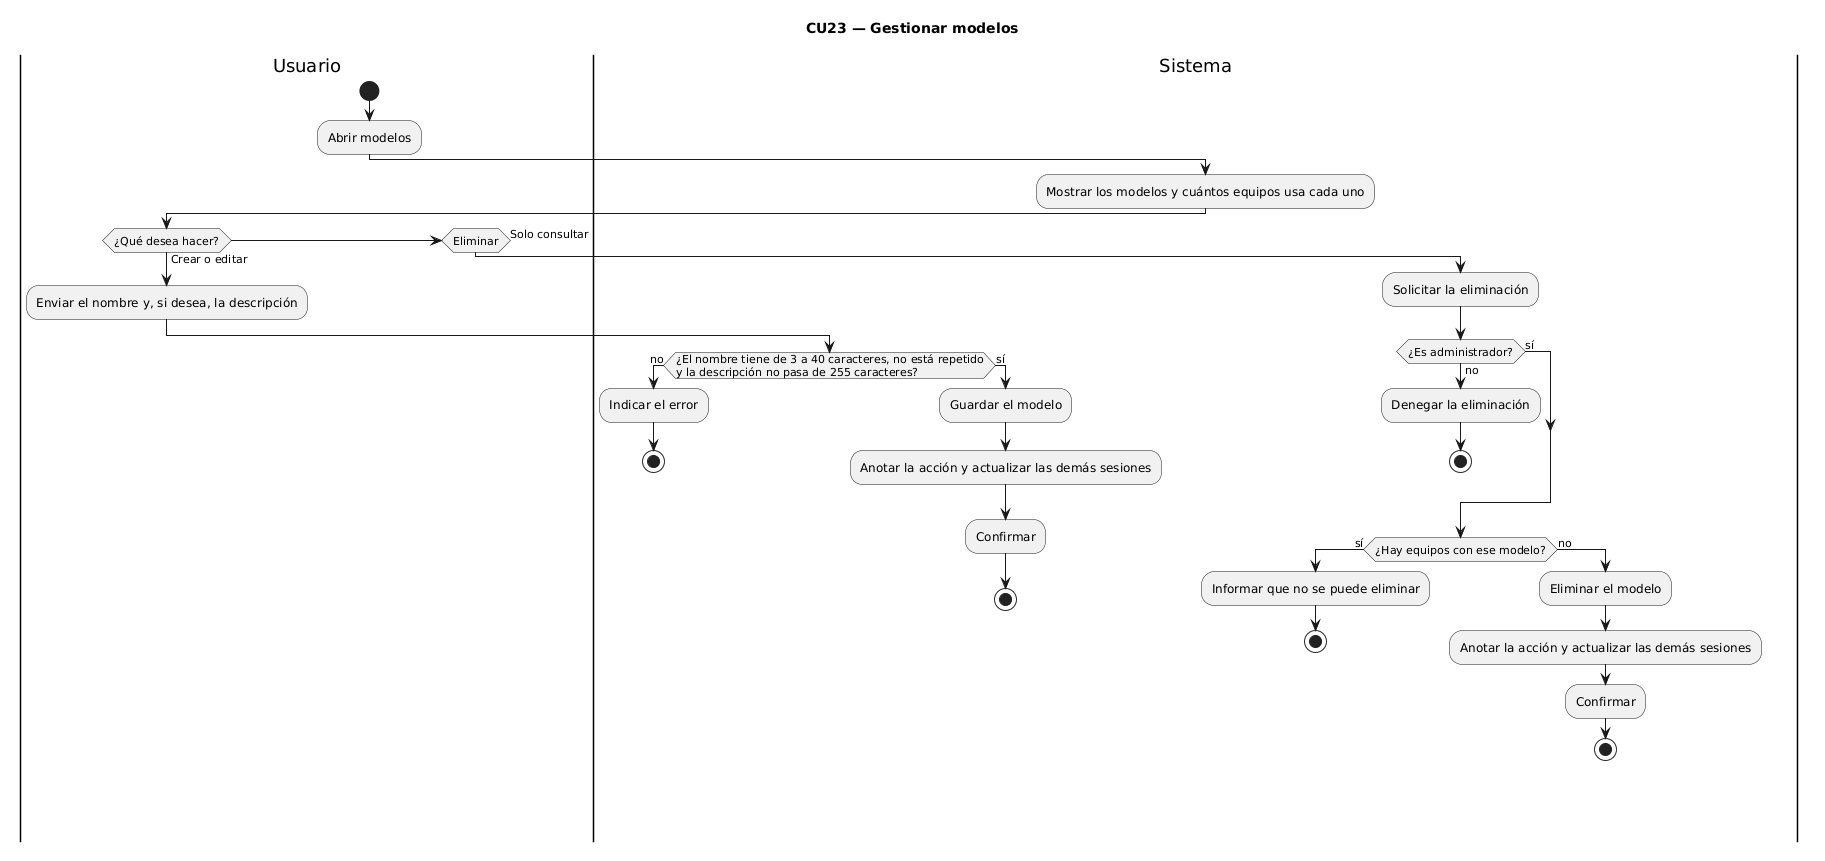 CU23 — Gestionar modelos
Usuario
Sistema
Abrir modelos
Mostrar los modelos y cuántos equipos usa cada uno
¿Qué desea hacer?
Eliminar
Solo consultar
Crear o editar
Enviar el nombre y, si desea, la descripción
Solicitar la eliminación
¿Es administrador?
sí
no
Denegar la eliminación
no
¿El nombre tiene de 3 a 40 caracteres, no está repetido
y la descripción no pasa de 255 caracteres?
sí
Indicar el error
Guardar el modelo
Anotar la acción y actualizar las demás sesiones
Confirmar
sí
¿Hay equipos con ese modelo?
no
Informar que no se puede eliminar
Eliminar el modelo
Anotar la acción y actualizar las demás sesiones
Confirmar